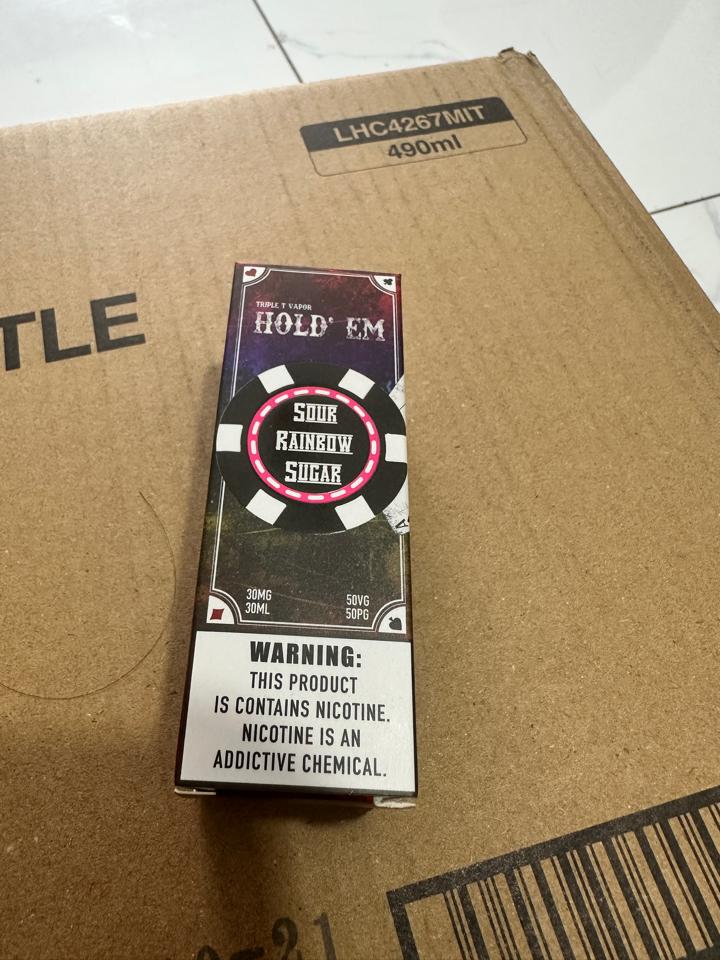 LHC4267MIT
490ml
TLE
TRIPLE T VAPOR
HOLD' EM
SOUR
RAINBOW
SUGAR
30MG
30ML
50VG
50PG
WARNING:
THIS PRODUCT
IS CONTAINS NICOTINE.
NICOTINE IS AN
ADDICTIVE CHEMICAL.